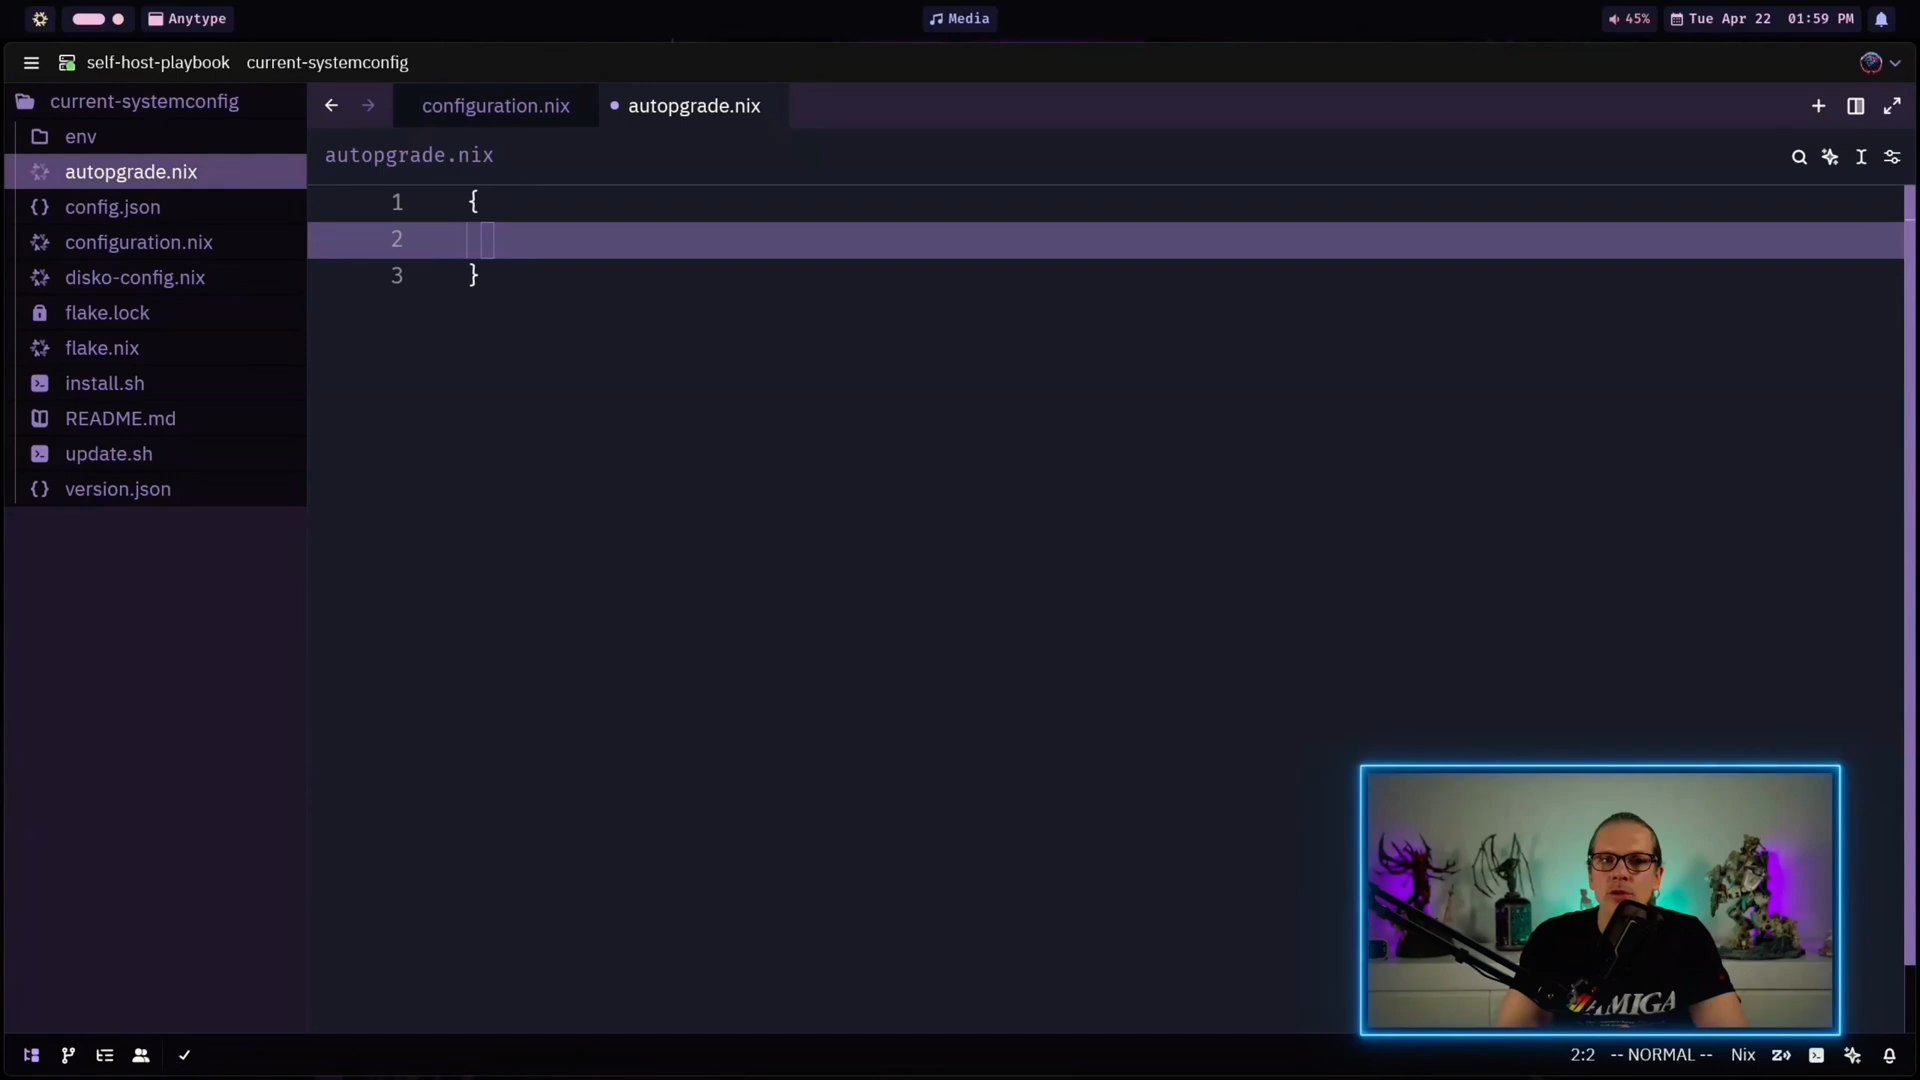 Anytype
Media
45%
Tue Apr 22 01:59 PM
self-host-playbook current-systemconfig
current-systemconfig
env
autopgrade.nix
config.json
configuration.nix
disko-config.nix
flake.lock
flake.nix
install.sh
README.md
update.sh
version.json
configuration.nix
autopgrade.nix
autopgrade.nix
1 {
2
3 }
AMIGA
2:2 -- NORMAL -- Nix